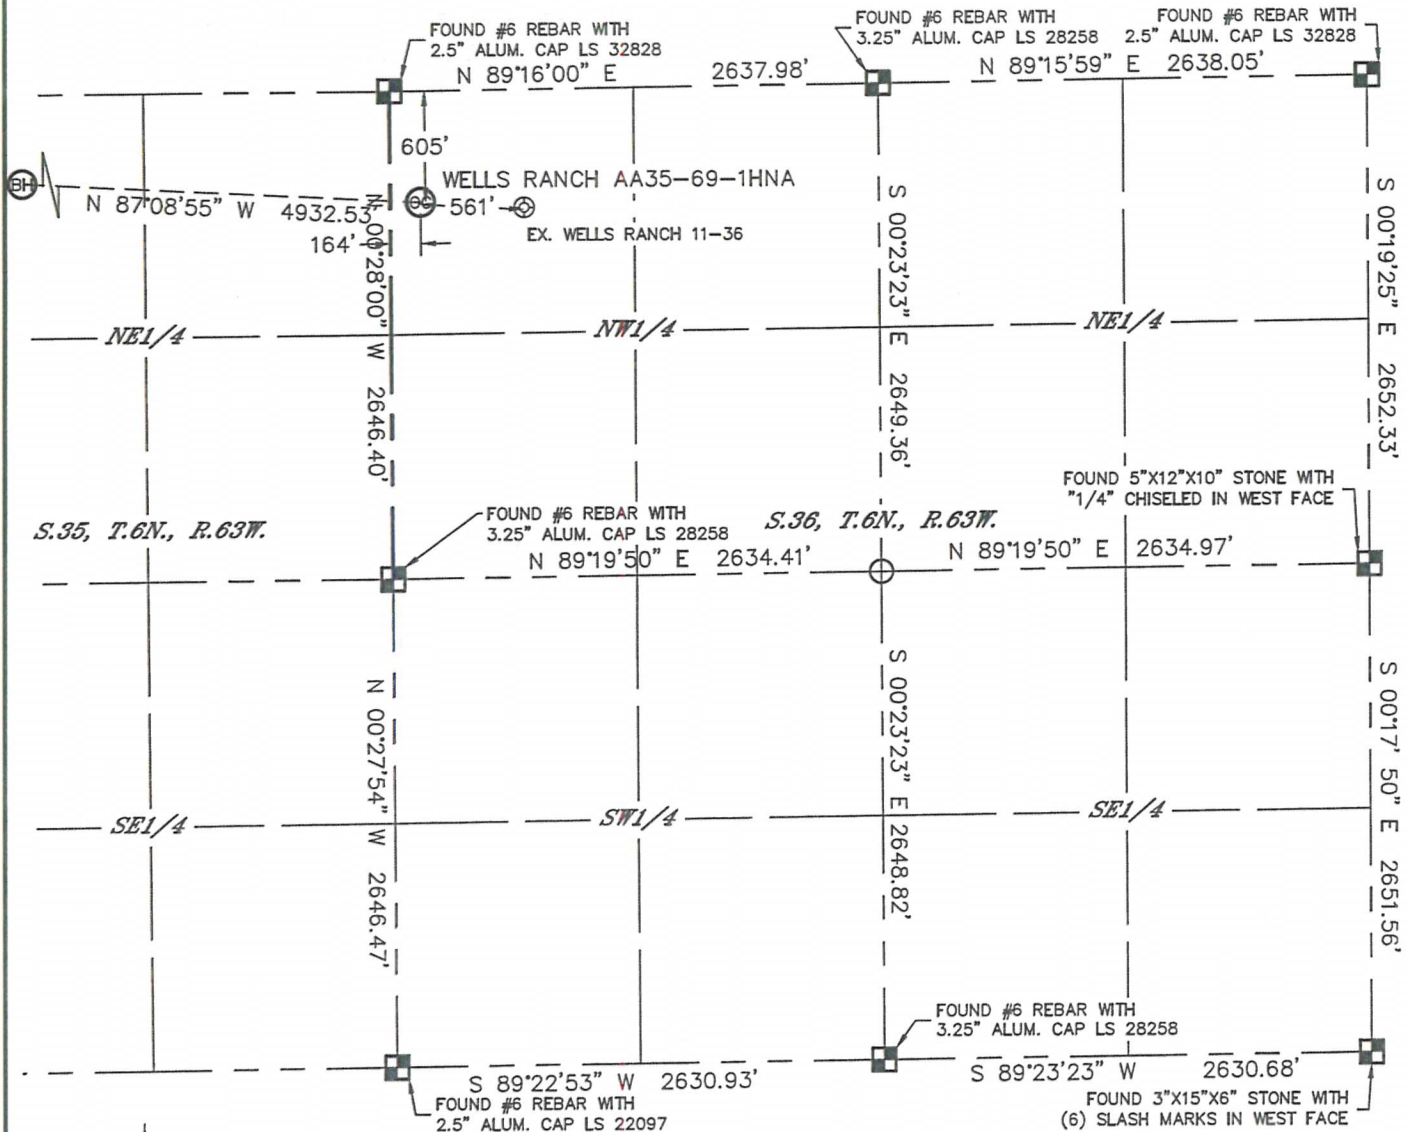 FOUND #6 REBAR WITH
2.5" ALUM. CAP LS 32828
FOUND #6 REBAR WITH
3.25" ALUM. CAP LS 28258
FOUND #6 REBAR WITH
2.5" ALUM. CAP LS 32828
N 89°16'00" E 2637.98'
N 89°15'59" E 2638.05'
605'
WELLS RANCH AA35-69-1HNA
BH
N 87°08'55" W 4932.53'
OG
561'
164'
EX. WELLS RANCH 11-36
N 00°28'00" W 2646.40'
S 00°23'23" E 2649.36'
S 00°19'25" E 2652.33'
NE1/4
NW1/4
NE1/4
FOUND 5"X12"X10" STONE WITH
"1/4" CHISELED IN WEST FACE
S.35, T.6N., R.63W.
FOUND #6 REBAR WITH
3.25" ALUM. CAP LS 28258
S.36, T.6N., R.63W.
N 89°19'50" E 2634.41'
N 89°19'50" E 2634.97'
N 00°27'54" W 2646.47'
S 00°23'23" E 2648.82'
S 00°17' 50" E 2651.56'
SE1/4
SW1/4
SE1/4
FOUND #6 REBAR WITH
3.25" ALUM. CAP LS 28258
S 89°22'53" W 2630.93'
S 89°23'23" W 2630.68'
FOUND #6 REBAR WITH
2.5" ALUM. CAP LS 22097
FOUND 3"X15"X6" STONE WITH
(6) SLASH MARKS IN WEST FACE